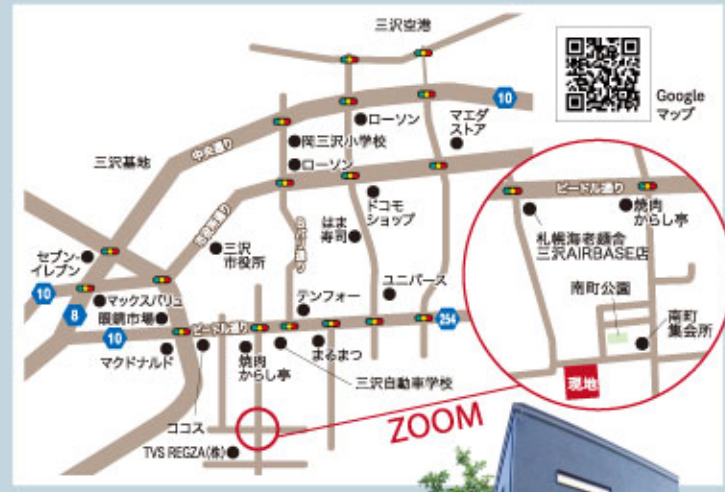 三沢空港
Google
マップ
10
マエダ
ストア
ローソン
岡三沢小学校
中央通り
三沢基地
ローソン
ビードル通り
ドコモ
ショップ
焼肉
からし亭
市役所通り
はま
寿司
札幌海老麺舎
三沢AIRBASE店
セブン-
イレブン
三沢
市役所
ユニバース
南町公園
10
マックスバリュ
テンフォー
南町
集会所
8
眼鏡市場
254
10
ビードル通り
マクドナルド
焼肉
からし亭
まるまつ
三沢自動車学校
現地
ココス
ZOOM
TVS REGZA(株)